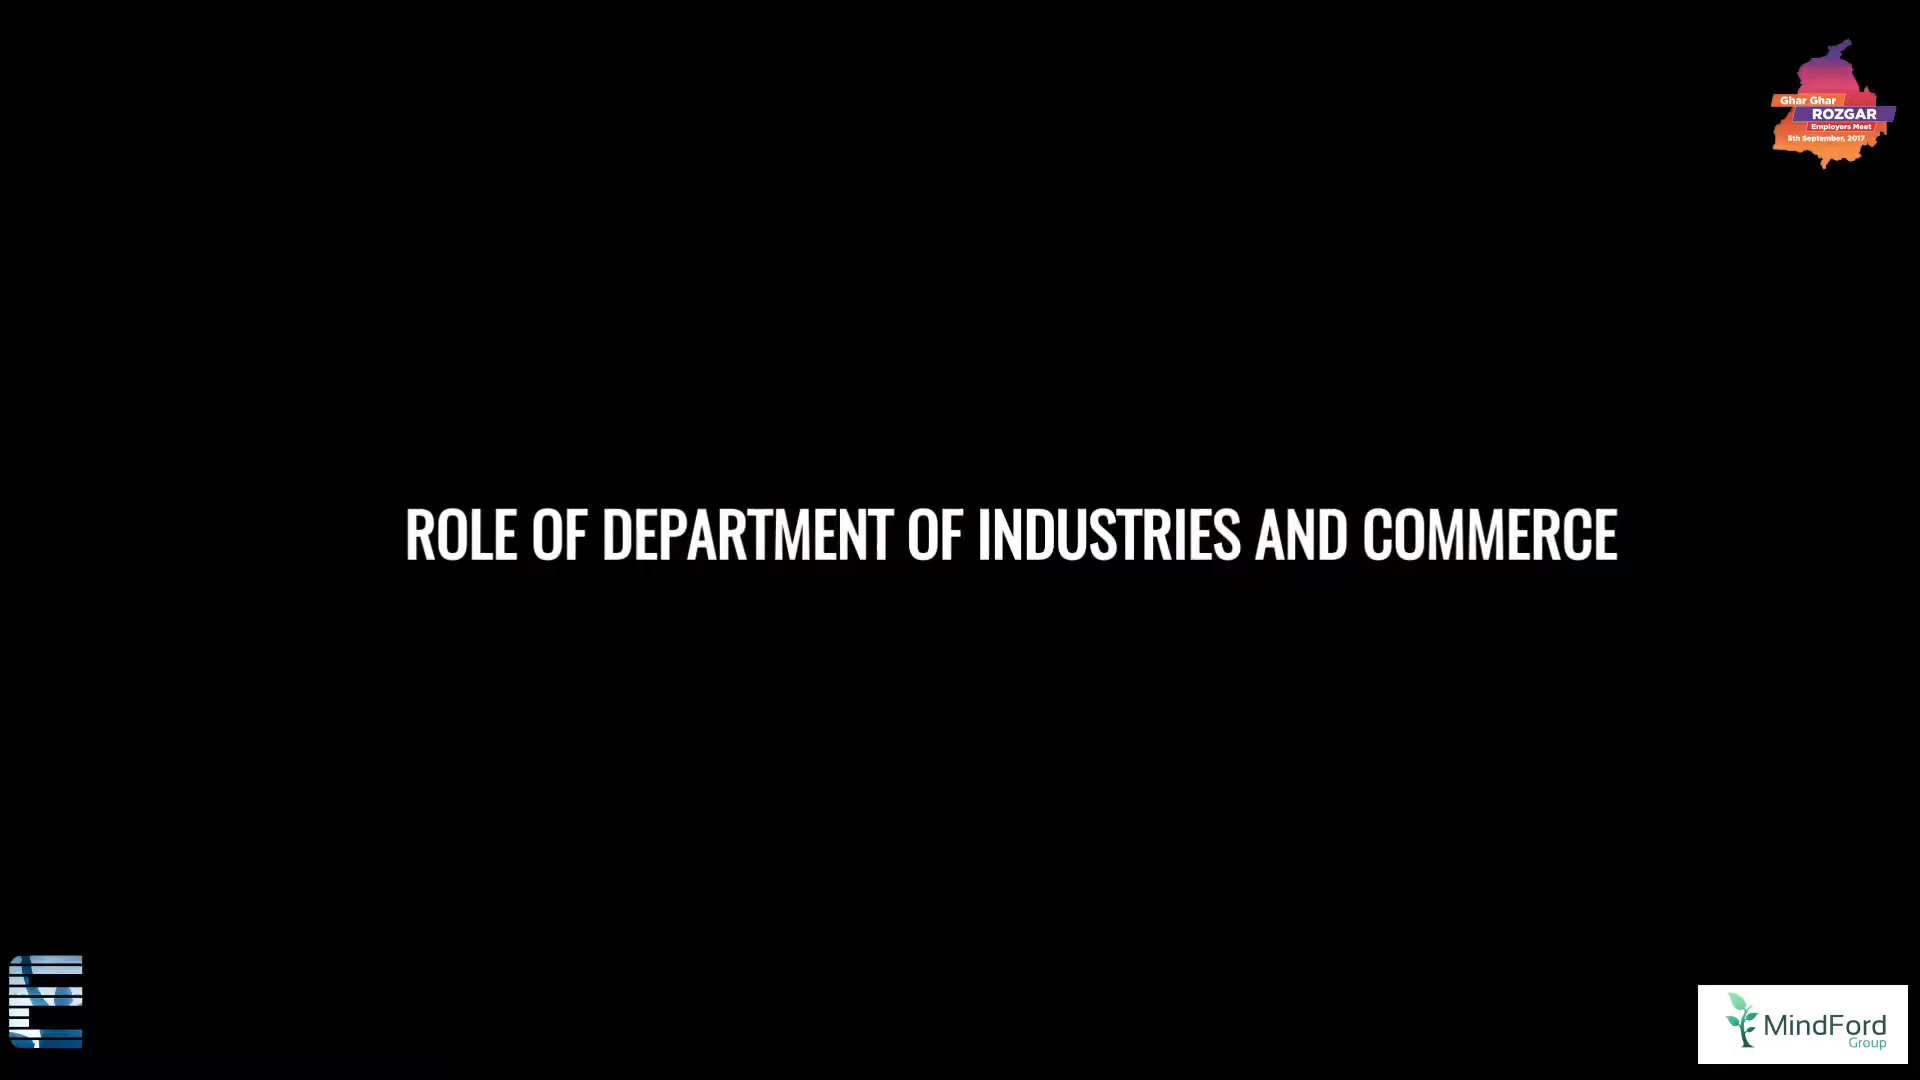 Ghar Ghar
ROZGAR
Employers Meet
5th September, 2017
ROLE OF DEPARTMENT OF INDUSTRIES AND COMMERCE
MindFord
Group